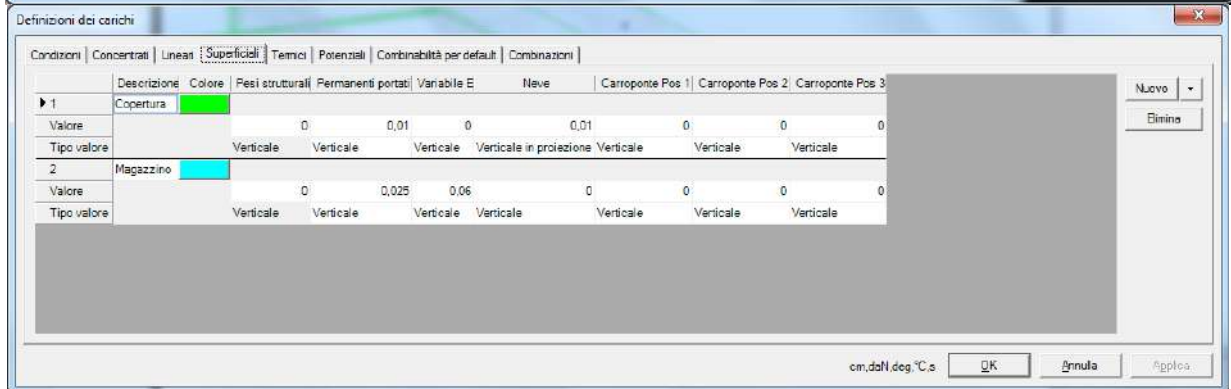 Definizioni dei carichi
Condizioni Concentrati Lineari Superficiali Termici Potenziali Combinabilità per default Combinazioni
Descrizione Colore Pesi strutturali Permanenti portati Variabile E Neve Carroponte Pos 1 Carroponte Pos 2 Carroponte Pos 3
Nuovo
1 Copertura
Valore 0 0,01 0 0,01 0 0 0
Elimina
Tipo valore Verticale Verticale Verticale Verticale in proiezione Verticale Verticale Verticale
2 Magazzino
Valore 0 0,025 0,06 0 0 0 0
Tipo valore Verticale Verticale Verticale Verticale Verticale Verticale Verticale
cm,daN,deg,°C,s OK Annulla Applica